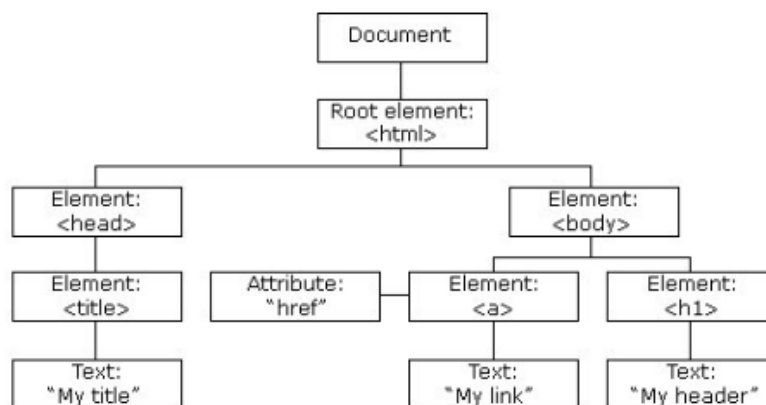 Document
Root element:
<html>
Element:
<head>
Element:
<body>
Element:
<title>
Attribute:
“href”
Element:
<a>
Element:
<h1>
Text:
“My title”
Text:
“My link”
Text:
“My header”